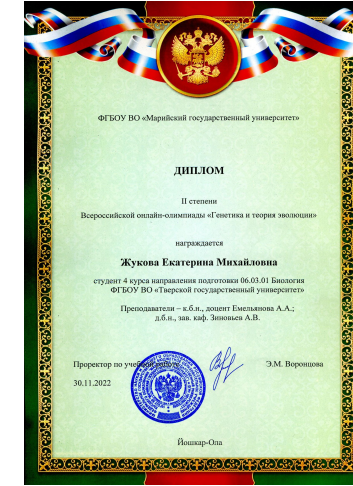 ФГБОУ ВО «Марийский государственный университет»
ДИПЛОМ
II степени
Всероссийской онлайн-олимпиады «Генетика и теория эволюции»
награждается
Жукова Екатерина Михайловна
студент 4 курса направления подготовки 06.03.01 Биология
ФГБОУ ВО «Тверской государственный университет»
Преподаватели – к.б.н., доцент Емельянова А.А.;
д.б.н., зав. каф. Зиновьев А.В.
Проректор по учебной работе Э.М. Воронцова
30.11.2022
Йошкар-Ола